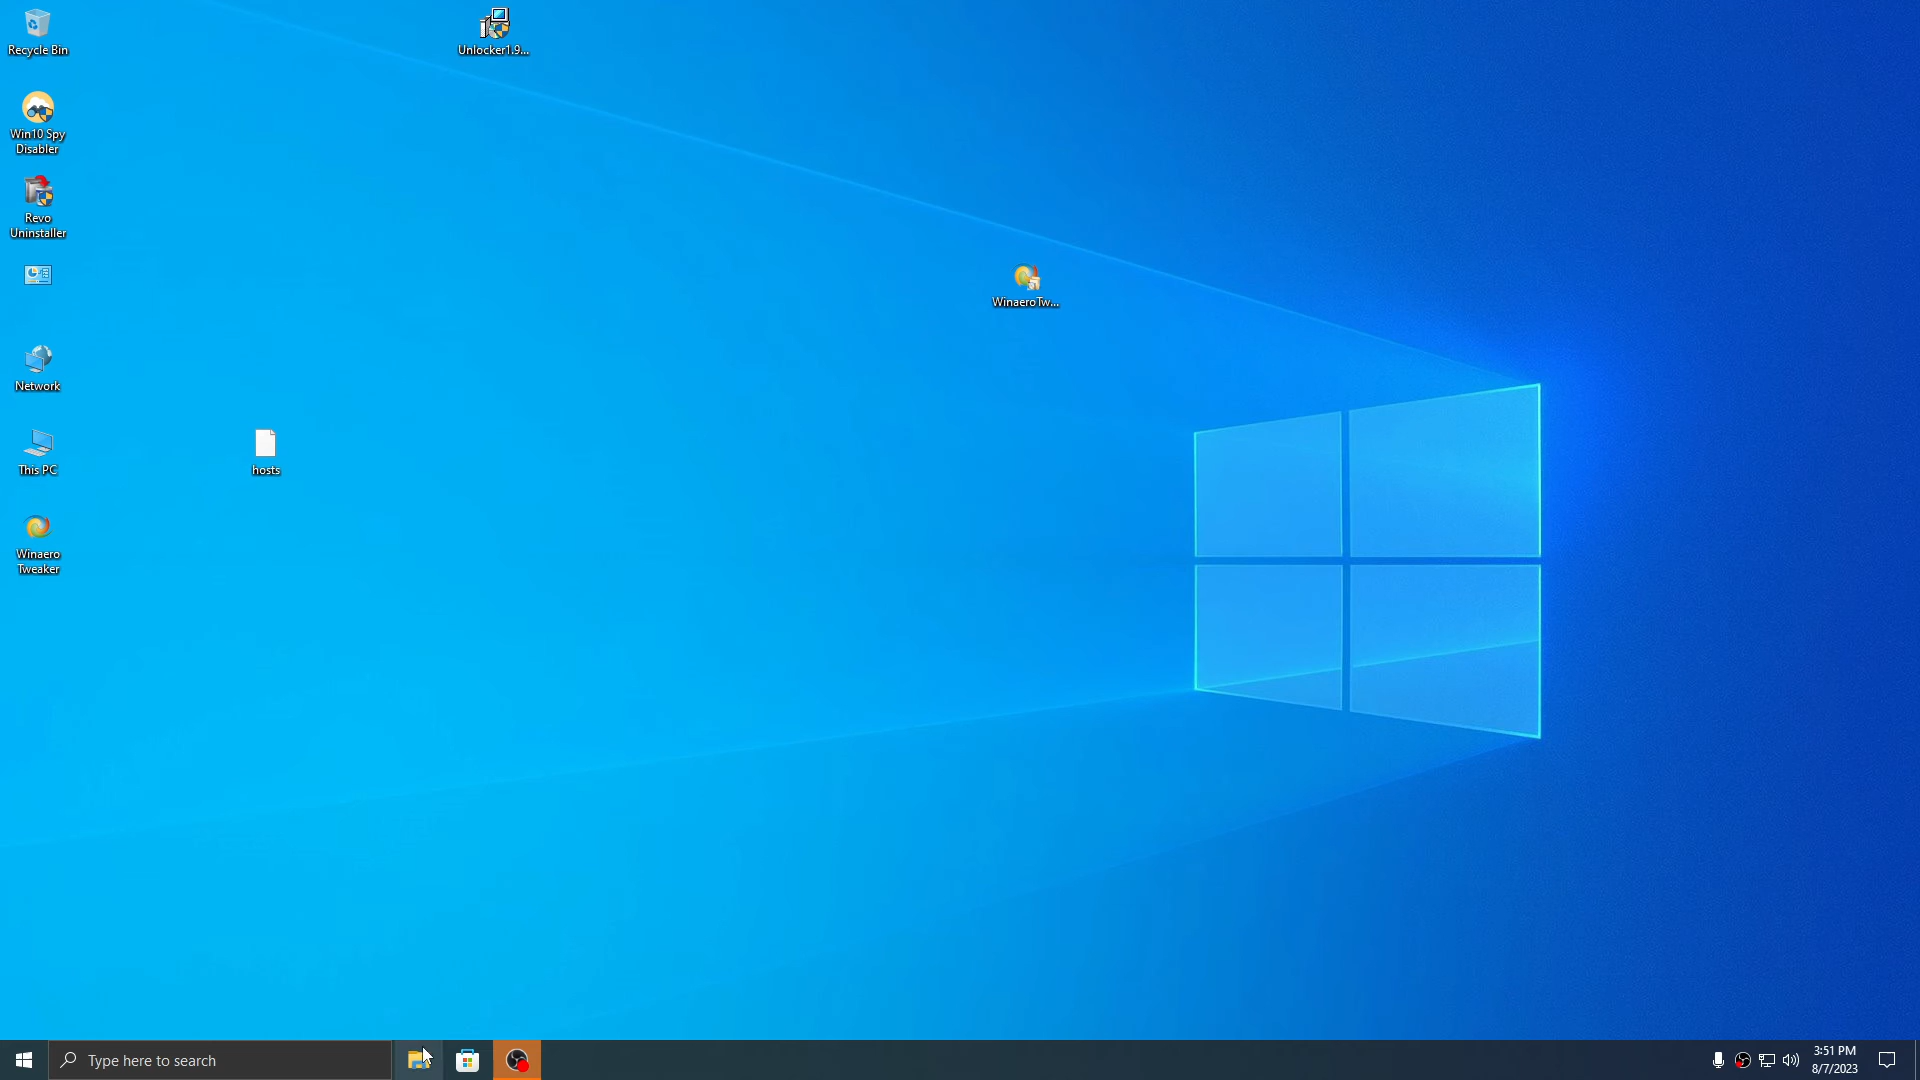 Recycle Bin
Unlocker1.9...
Win10 Spy
Disabler
Revo
Uninstaller
WinaeroTw...
Network
This PC
hosts
Winaero
Tweaker
Type here to search
3:51 PM
8/7/2023